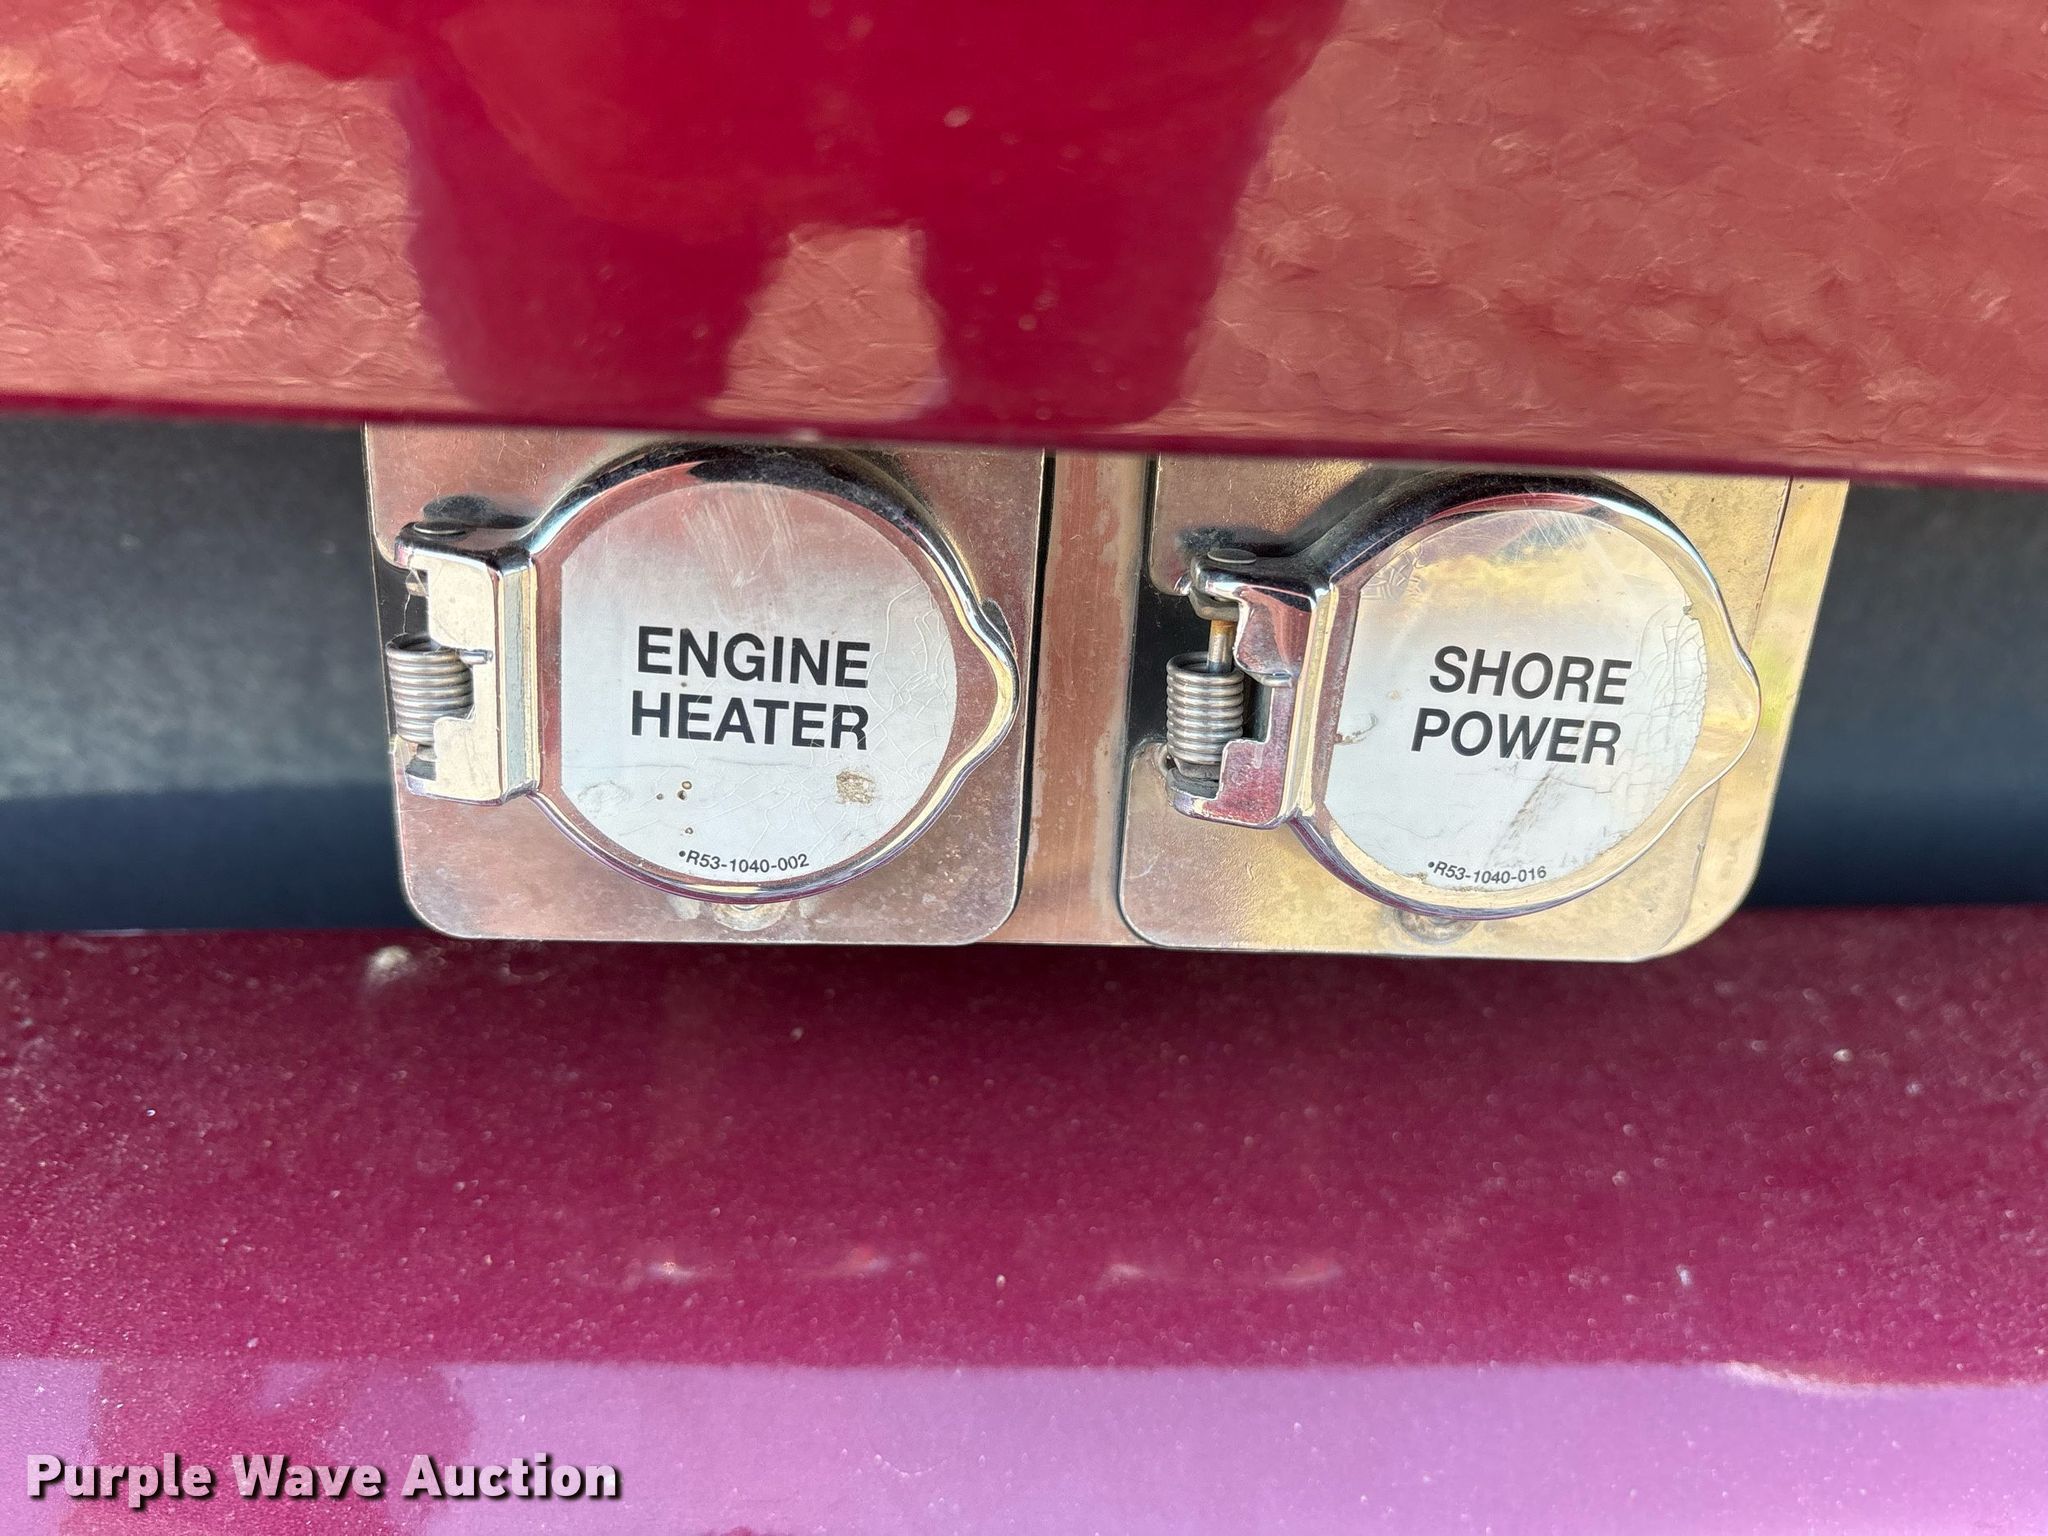 ENGINE
HEATER
•R53-1040-002
SHORE
POWER
•R53-1040-016
Purple Wave Auction